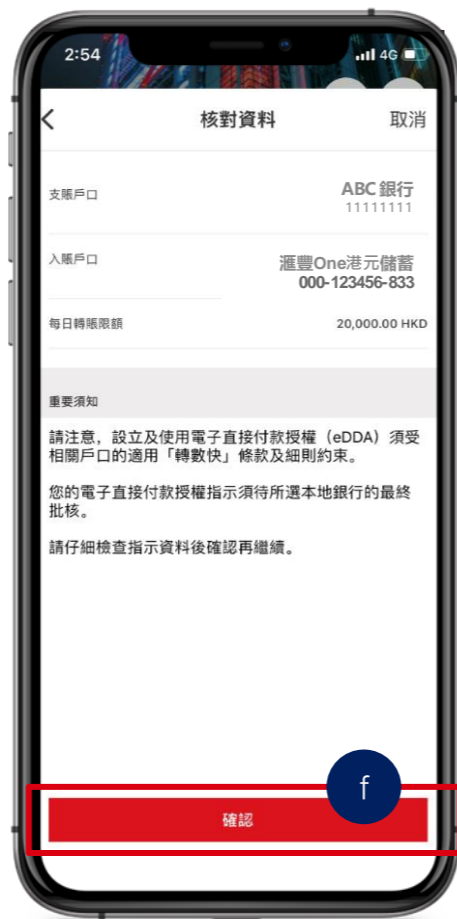 2:54
4G
核對資料
取消
支賬戶口
ABC 銀行
11111111
入賬戶口
滙豐One港元儲蓄
000-123456-833
每日轉賬限額
20,000.00 HKD
重要須知
請注意，設立及使用電子直接付款授權（eDDA）須受
相關戶口的適用「轉數快」條款及細則約束。
您的電子直接付款授權指示須待所選本地銀行的最終
批核。
請仔細檢查指示資料後確認再繼續。
f
確認